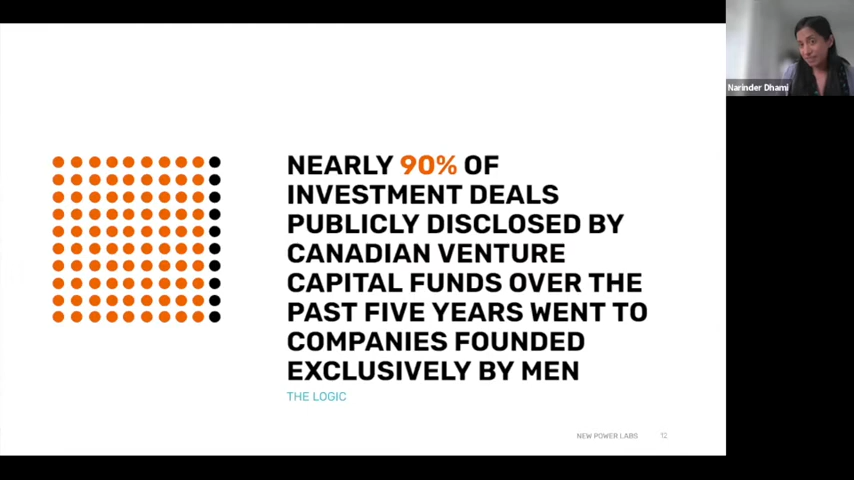 Narinder Dhami
NEARLY 90% OF
INVESTMENT DEALS
PUBLICLY DISCLOSED BY
CANADIAN VENTURE
CAPITAL FUNDS OVER THE
PAST FIVE YEARS WENT TO
COMPANIES FOUNDED
EXCLUSIVELY BY MEN
THE LOGIC
NEW POWER LABS 12